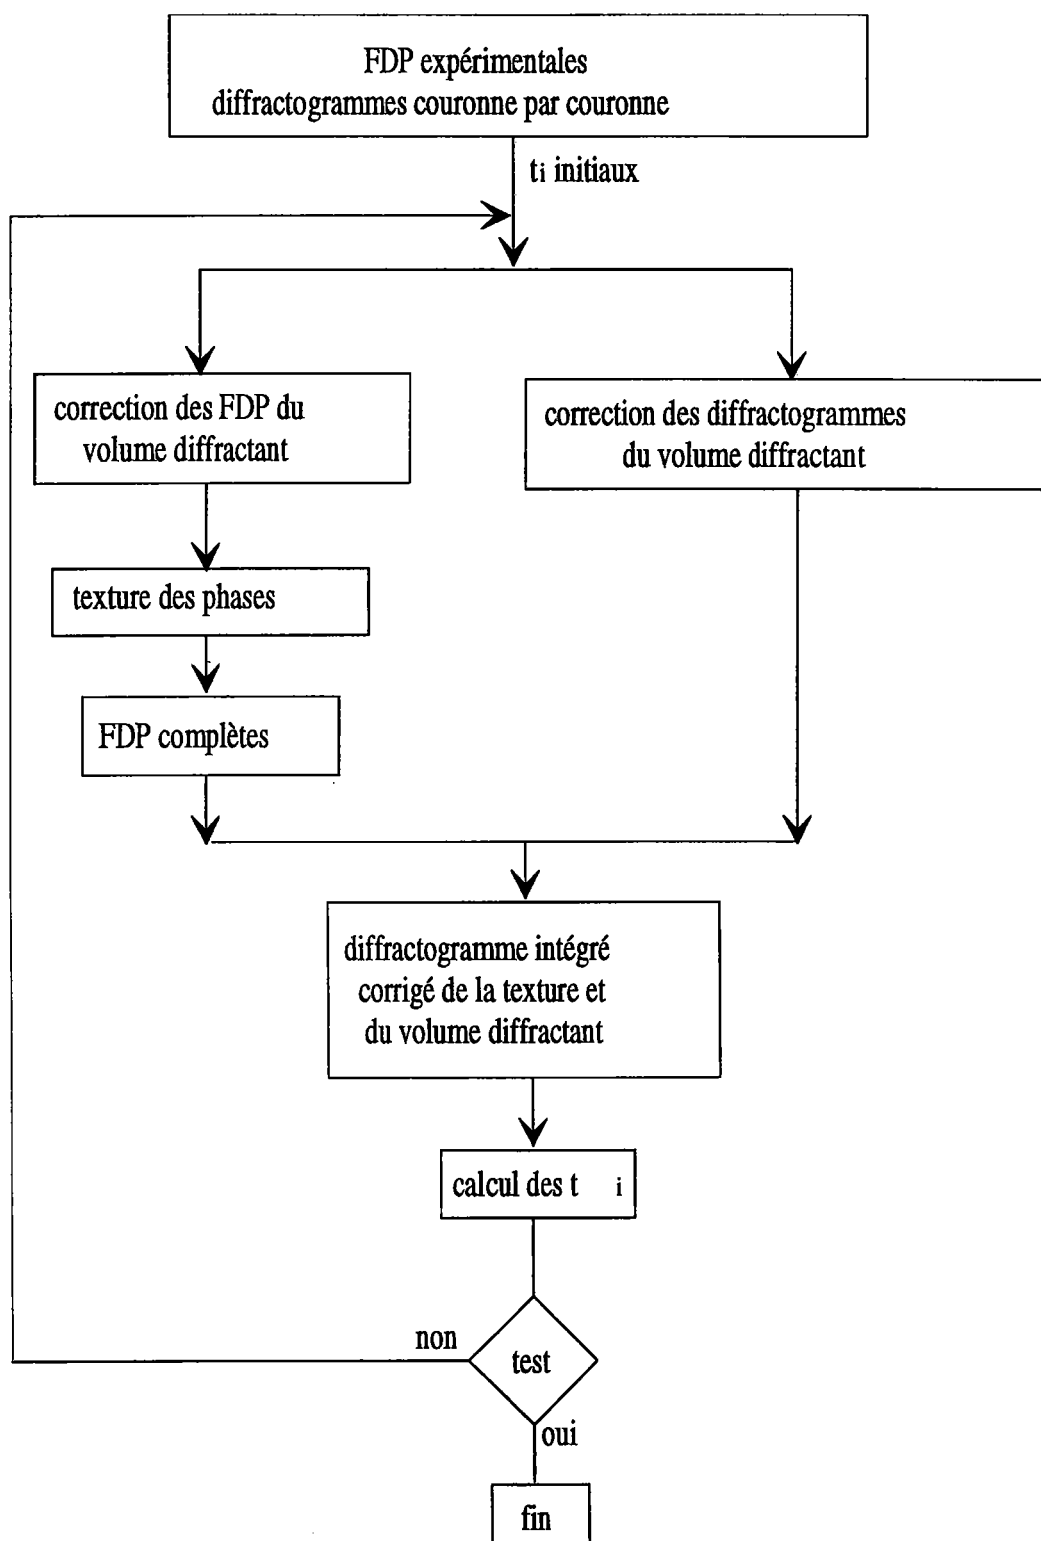 FDP expérimentales
diffractogrammes couronne par couronne
ti initiaux
correction des FDP du
volume diffractant
correction des diffractogrammes
du volume diffractant
texture des phases
FDP complètes
diffractogramme intégré
corrigé de la texture et
du volume diffractant
calcul des t i
non
test
oui
fin